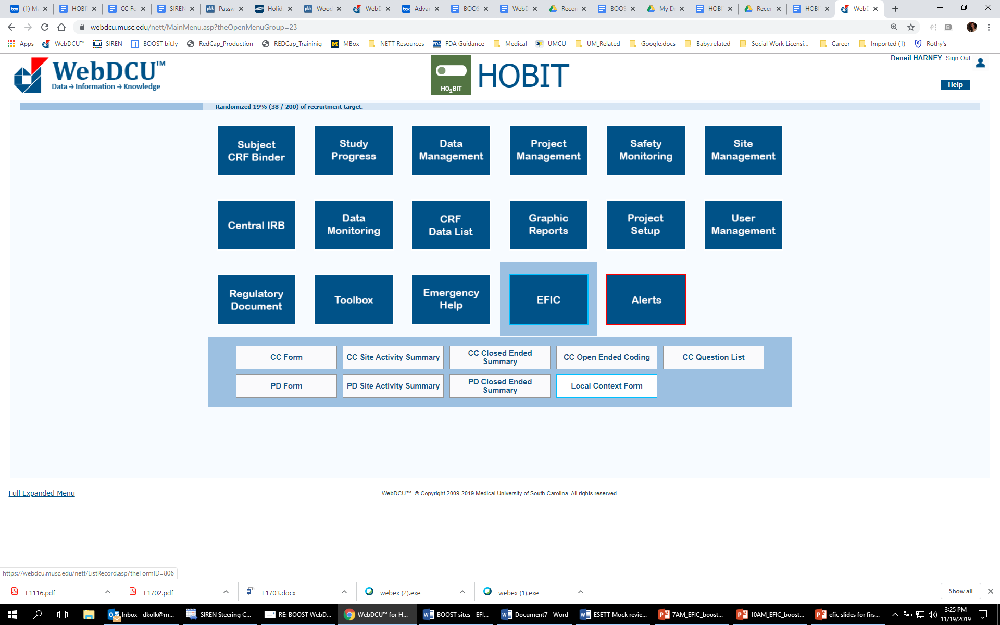 (1) M
HOBI
CC Fo
SIREN
Passw
Holid
Wooc
WebD
Advar
BOOS
WebD
Recer
BOOS
My D
HOBI
Recer
HOBI
WebD
webdcu.musc.edu/nett/MainMenu.asp?theOpenMenuGroup=23
Apps
WebDCU™
SIREN
BOOST bit.ly
RedCap_Production
REDCap_Traininig
MBox
NETT Resources
FDA Guidance
Medical
UMCU
UM_Related
Google.docs
Baby.related
Social Work Licensi...
Career
Imported (1)
Rothy's
WebDCU™
Data → Information → Knowledge
HO2BIT
HOBIT
Deneil HARNEY Sign Out
Help
Randomized 19% (38 / 200) of recruitment target.
Subject
CRF Binder
Study
Progress
Data
Management
Project
Management
Safety
Monitoring
Site
Management
Central IRB
Data
Monitoring
CRF
Data List
Graphic
Reports
Project
Setup
User
Management
Regulatory
Document
Toolbox
Emergency
Help
EFIC
Alerts
CC Form
CC Site Activity Summary
CC Closed Ended
Summary
CC Open Ended Coding
CC Question List
PD Form
PD Site Activity Summary
PD Closed Ended
Summary
Local Context Form
Full Expanded Menu
WebDCU™ © Copyright 2009-2019 Medical University of South Carolina. All rights reserved.
https://webdcu.musc.edu/nett/ListRecord.asp?theFormID=806
F1116.pdf
F1702.pdf
F1703.docx
webex (2).exe
webex (1).exe
Show all
Inbox - dkolk@m...
SIREN Steering C...
RE: BOOST WebD...
WebDCU™ for H...
BOOST sites - EFI...
Document7 - Word
ESETT Mock revie...
7AM_EFIC_boost...
10AM_EFIC_boost...
efic slides for firs...
3:25 PM
11/19/2019